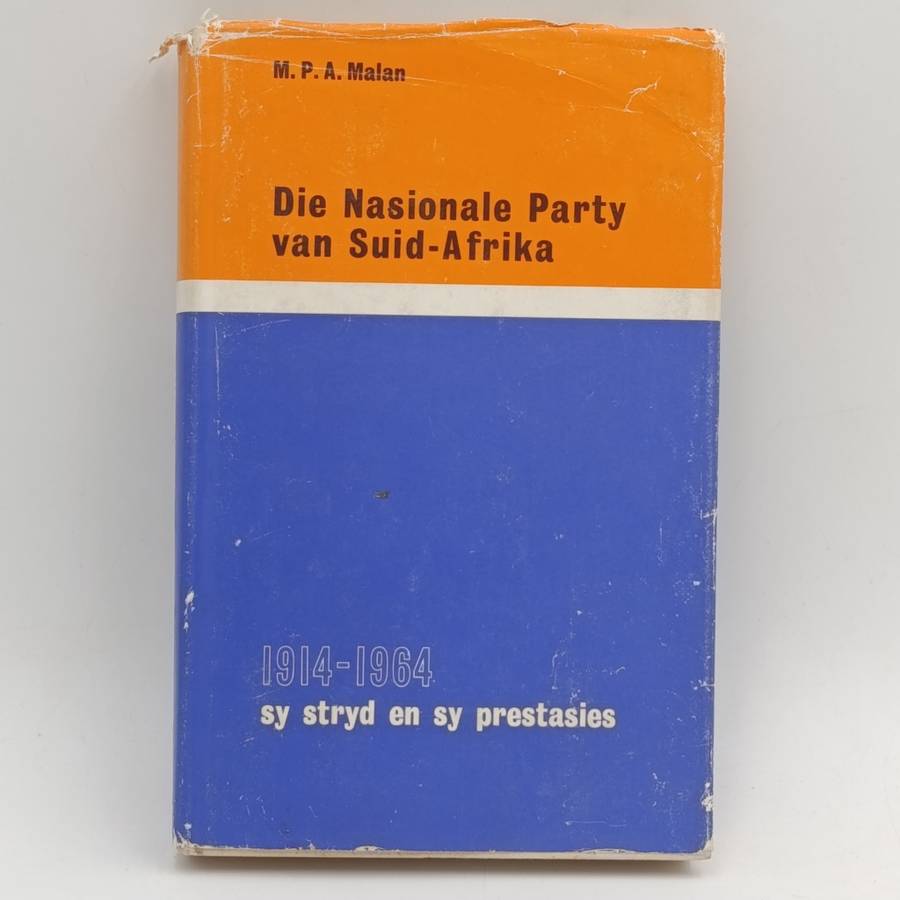 M. P. A. Malan
Die Nasionale Party
van Suid-Afrika
1914-1964
sy stryd en sy prestasies